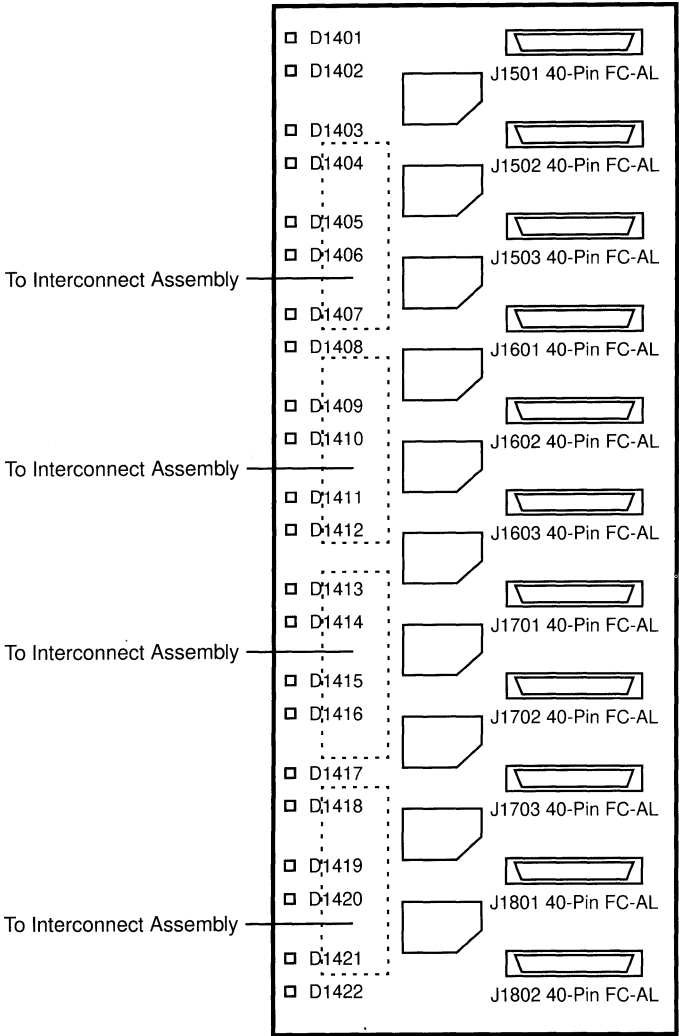 D1401
D1402
J1501 40-Pin FC-AL
D1403
D1404
J1502 40-Pin FC-AL
D1405
D1406
J1503 40-Pin FC-AL
To Interconnect Assembly
D1407
D1408
J1601 40-Pin FC-AL
D1409
D1410
J1602 40-Pin FC-AL
To Interconnect Assembly
D1411
D1412
J1603 40-Pin FC-AL
D1413
D1414
J1701 40-Pin FC-AL
To Interconnect Assembly
D1415
D1416
J1702 40-Pin FC-AL
D1417
D1418
J1703 40-Pin FC-AL
D1419
D1420
J1801 40-Pin FC-AL
To Interconnect Assembly
D1421
D1422
J1802 40-Pin FC-AL